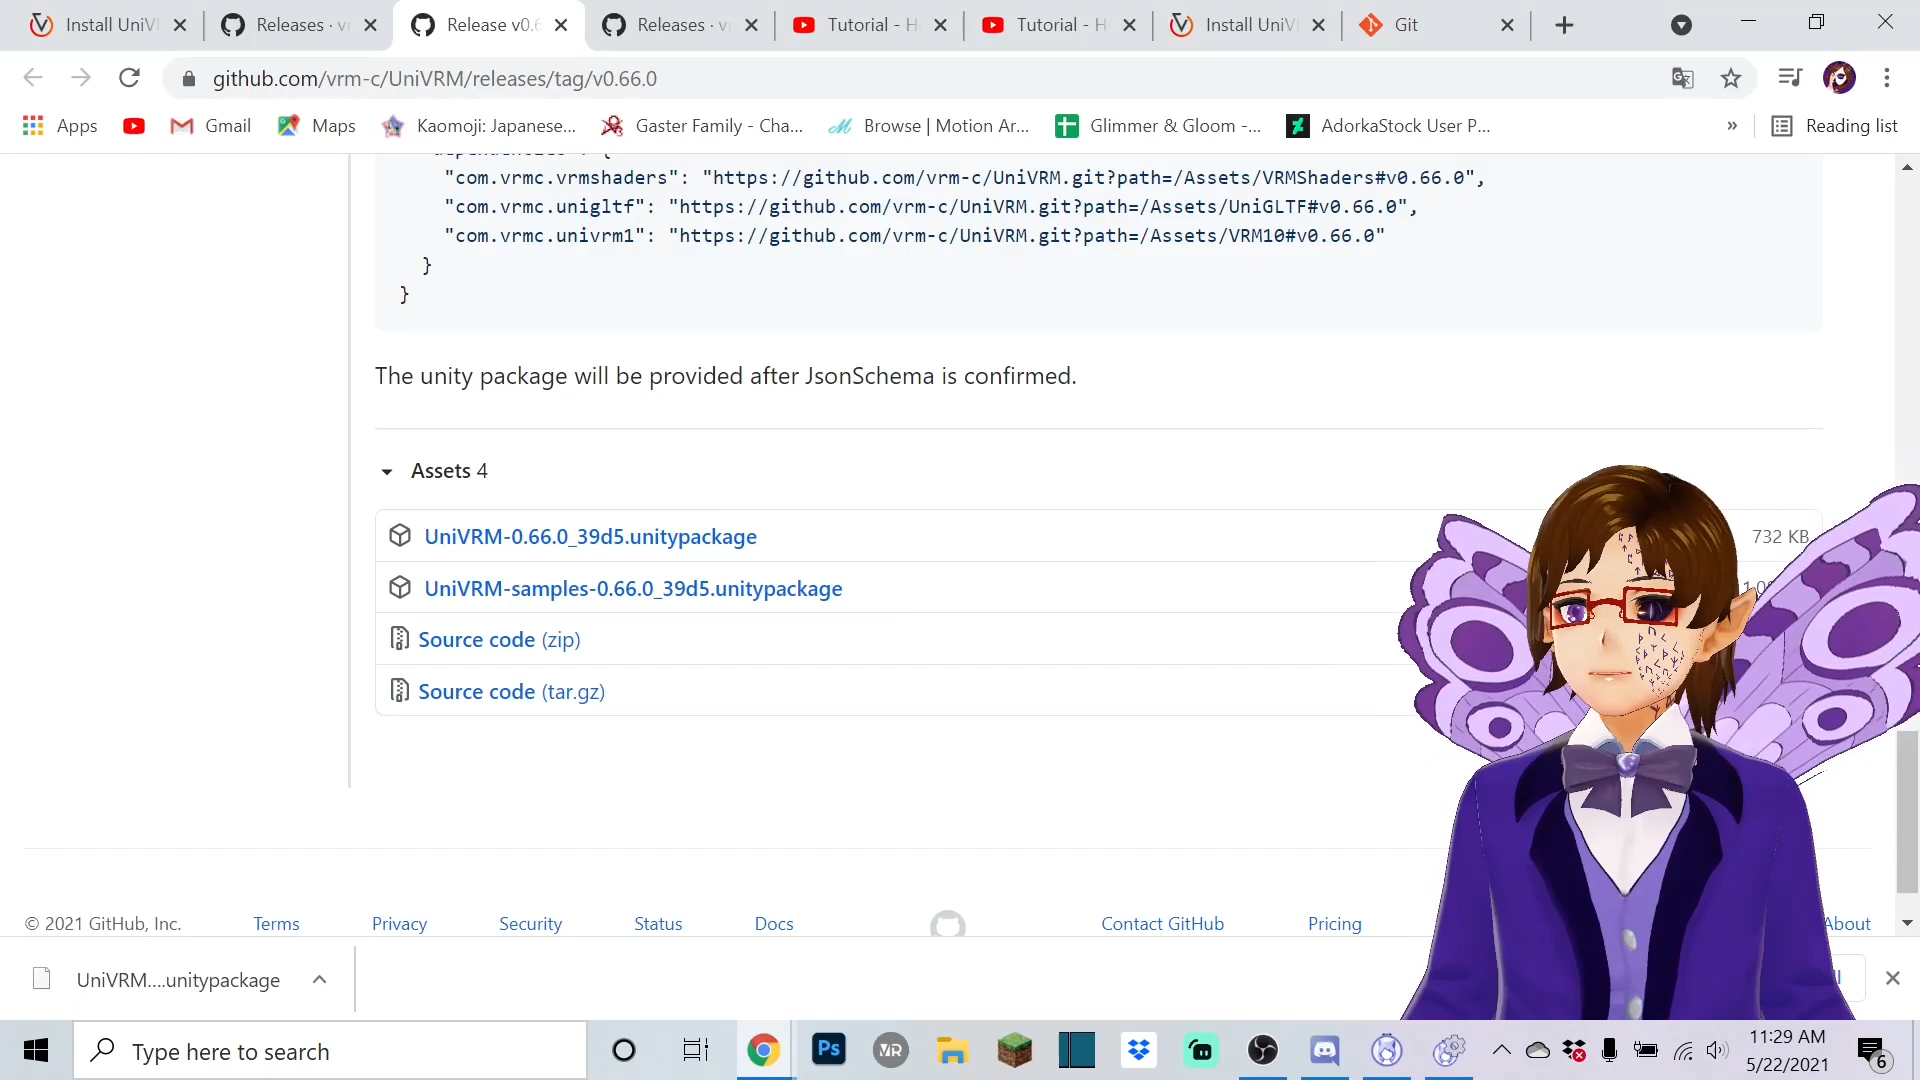 Install UniV
Releases · v
Release v0.6
Releases · v
Tutorial - H
Tutorial - H
Install UniV
Git
github.com/vrm-c/UniVRM/releases/tag/v0.66.0
Apps
Gmail
Maps
Kaomoji: Japanese...
Gaster Family - Cha...
Browse | Motion Ar...
Glimmer & Gloom -...
AdorkaStock User P...
»
Reading list
"com.vrmc.vrmshaders": "https://github.com/vrm-c/UniVRM.git?path=/Assets/VRMShaders#v0.66.0",
"com.vrmc.unigltf": "https://github.com/vrm-c/UniVRM.git?path=/Assets/UniGLTF#v0.66.0",
"com.vrmc.univrm1": "https://github.com/vrm-c/UniVRM.git?path=/Assets/VRM10#v0.66.0"
}
}
The unity package will be provided after JsonSchema is confirmed.
Assets 4
UniVRM-0.66.0_39d5.unitypackage
732 KB
UniVRM-samples-0.66.0_39d5.unitypackage
Source code (zip)
Source code (tar.gz)
© 2021 GitHub, Inc.
Terms
Privacy
Security
Status
Docs
Contact GitHub
Pricing
About
UniVRM....unitypackage
Type here to search
Ps
11:29 AM
5/22/2021
6